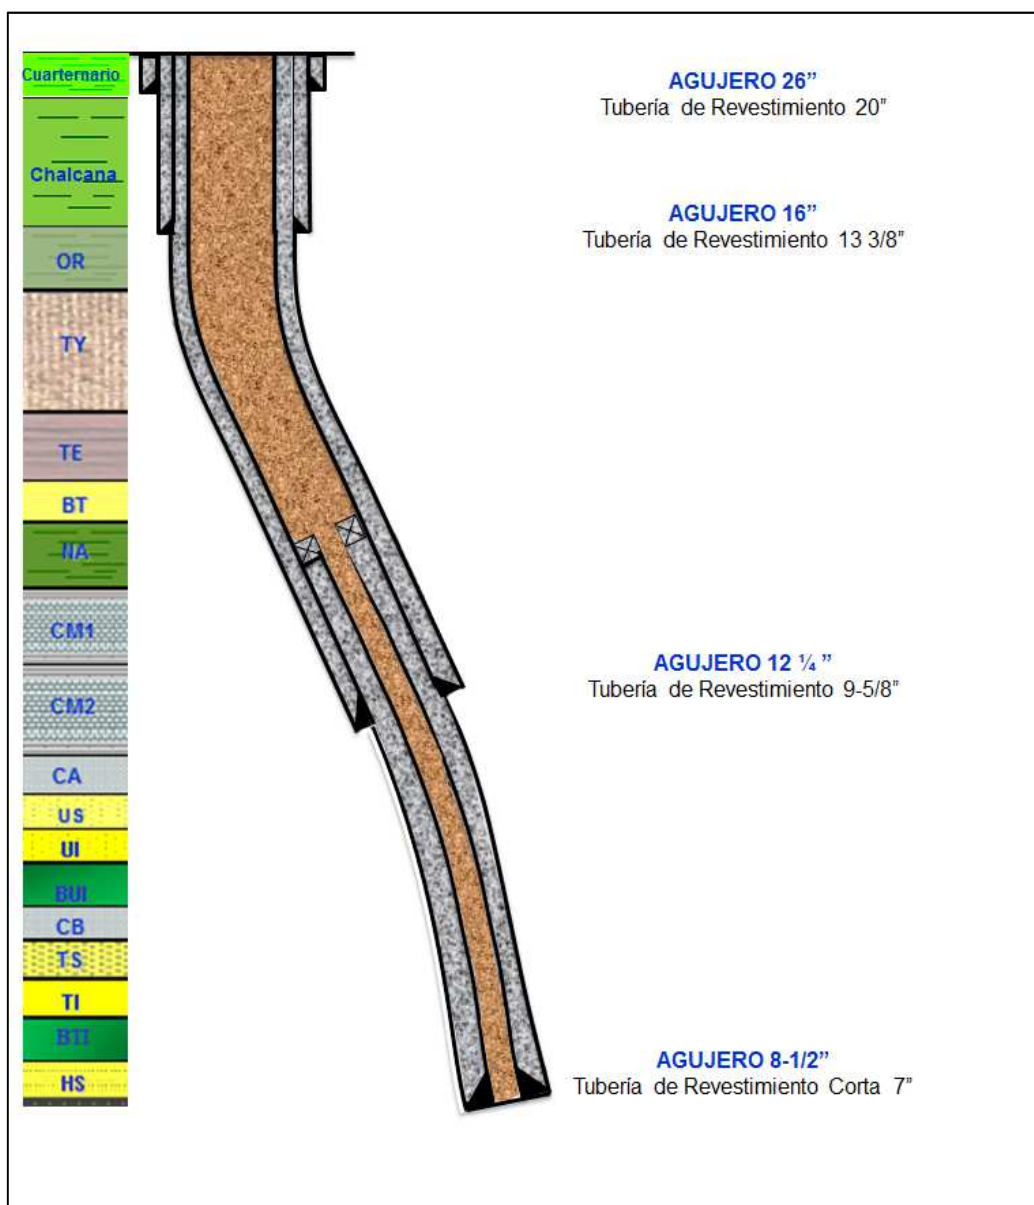 Cuarternario
Chalcana
OR
TY
TE
BT
NA
CM1
CM2
CA
US
UI
BUI
CB
TS
TI
BTI
HS
AGUJERO 26”
Tubería de Revestimiento 20”
AGUJERO 16”
Tubería de Revestimiento 13 3/8”
AGUJERO 12 ¼ ”
Tubería de Revestimiento 9-5/8”
AGUJERO 8-1/2”
Tubería de Revestimiento Corta 7”